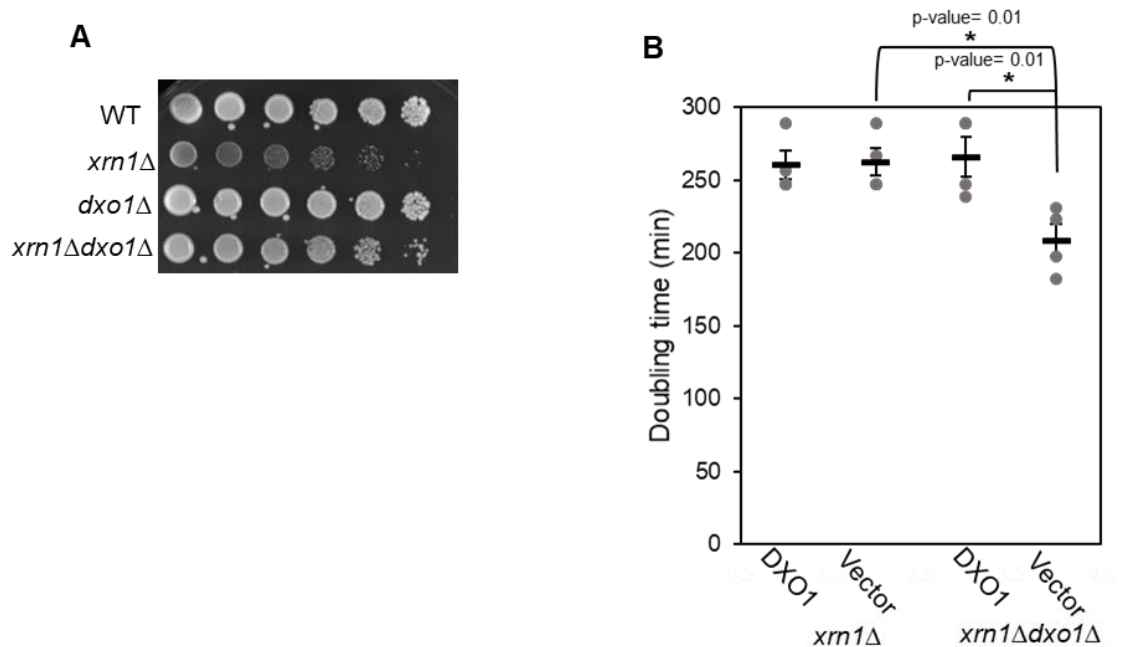 A
WT
xrn1Δ
dxo1Δ
xrn1Δdxo1Δ
B
p-value= 0.01
*
p-value= 0.01
*
300
250
200
150
100
50
0
Doubling time (min)
DXO1
Vector
DXO1
Vector
xrn1Δ
xrn1Δdxo1Δ